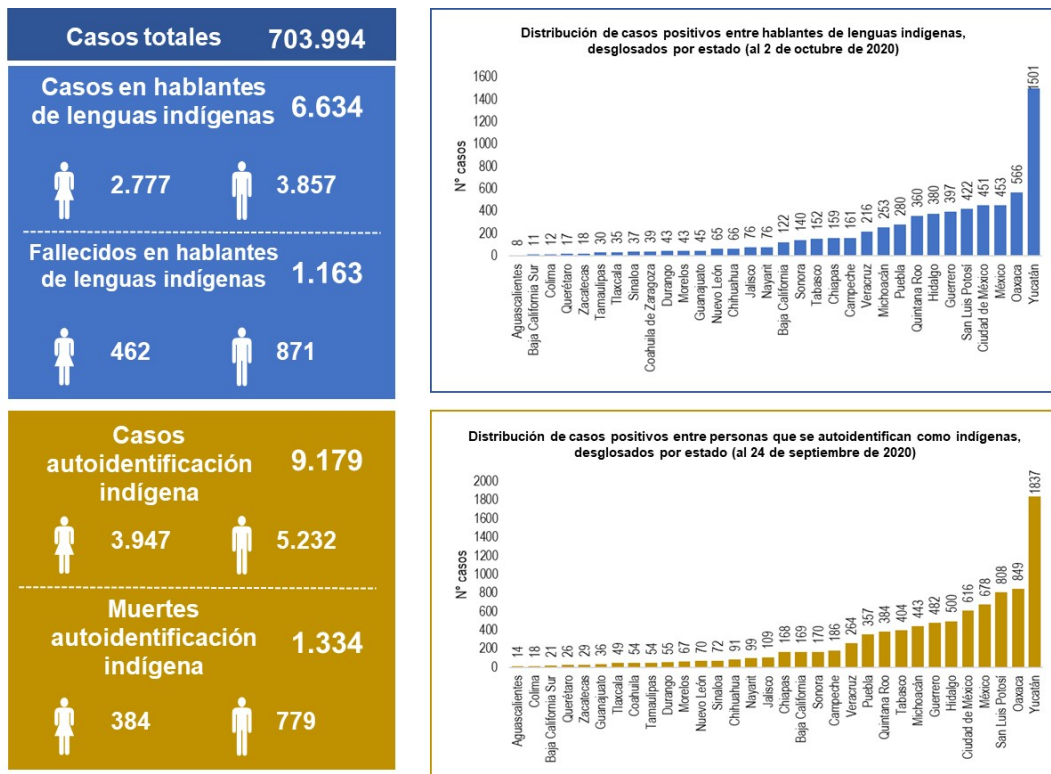 Casos totales 703.994
Casos en hablantes
de lenguas indígenas 6.634
2.777 3.857
Fallecidos en hablantes
de lenguas indígenas 1.163
462 871
Casos
autoidentificación
indígena 9.179
3.947 5.232
Muertes
autoidentificación
indígena 1.334
384 779
Distribución de casos positivos entre hablantes de lenguas indígenas,
desglosados por estado (al 2 de octubre de 2020)
N° casos
1600
1400
1200
1000
800
600
400
200
0
8 11 12 17 18 30 35 37 39 43 43 45 65 66 76 76 122 140 152 159 161 216 253 280 360 380 397 422 451 453 566 1501
Aguascalientes
Baja California Sur
Colima
Querétaro
Zacatecas
Tamaulipas
Tlaxcala
Sinaloa
Coahuila de Zaragoza
Durango
Morelos
Guanajuato
Nuevo León
Chihuahua
Jalisco
Nayarit
Baja California
Sonora
Tabasco
Chiapas
Campeche
Veracruz
Michoacán
Puebla
Quintana Roo
Hidalgo
Guerrero
San Luis Potosí
Ciudad de México
México
Oaxaca
Yucatán
Distribución de casos positivos entre personas que se autoidentifican como indígenas,
desglosados por estado (al 24 de septiembre de 2020)
N° casos
2000
1800
1600
1400
1200
1000
800
600
400
200
0
14 18 21 26 29 36 49 54 54 55 67 70 72 91 99 109 168 169 170 186 264 357 384 404 443 482 500 616 678 808 849 1837
Aguascalientes
Colima
Baja California Sur
Querétaro
Zacatecas
Guanajuato
Tlaxcala
Coahuila
Tamaulipas
Durango
Morelos
Nuevo León
Sinaloa
Chihuahua
Nayarit
Jalisco
Chiapas
Baja California
Sonora
Campeche
Veracruz
Puebla
Quintana Roo
Tabasco
Michoacán
Guerrero
Hidalgo
Ciudad de México
México
San Luis Potosí
Oaxaca
Yucatán